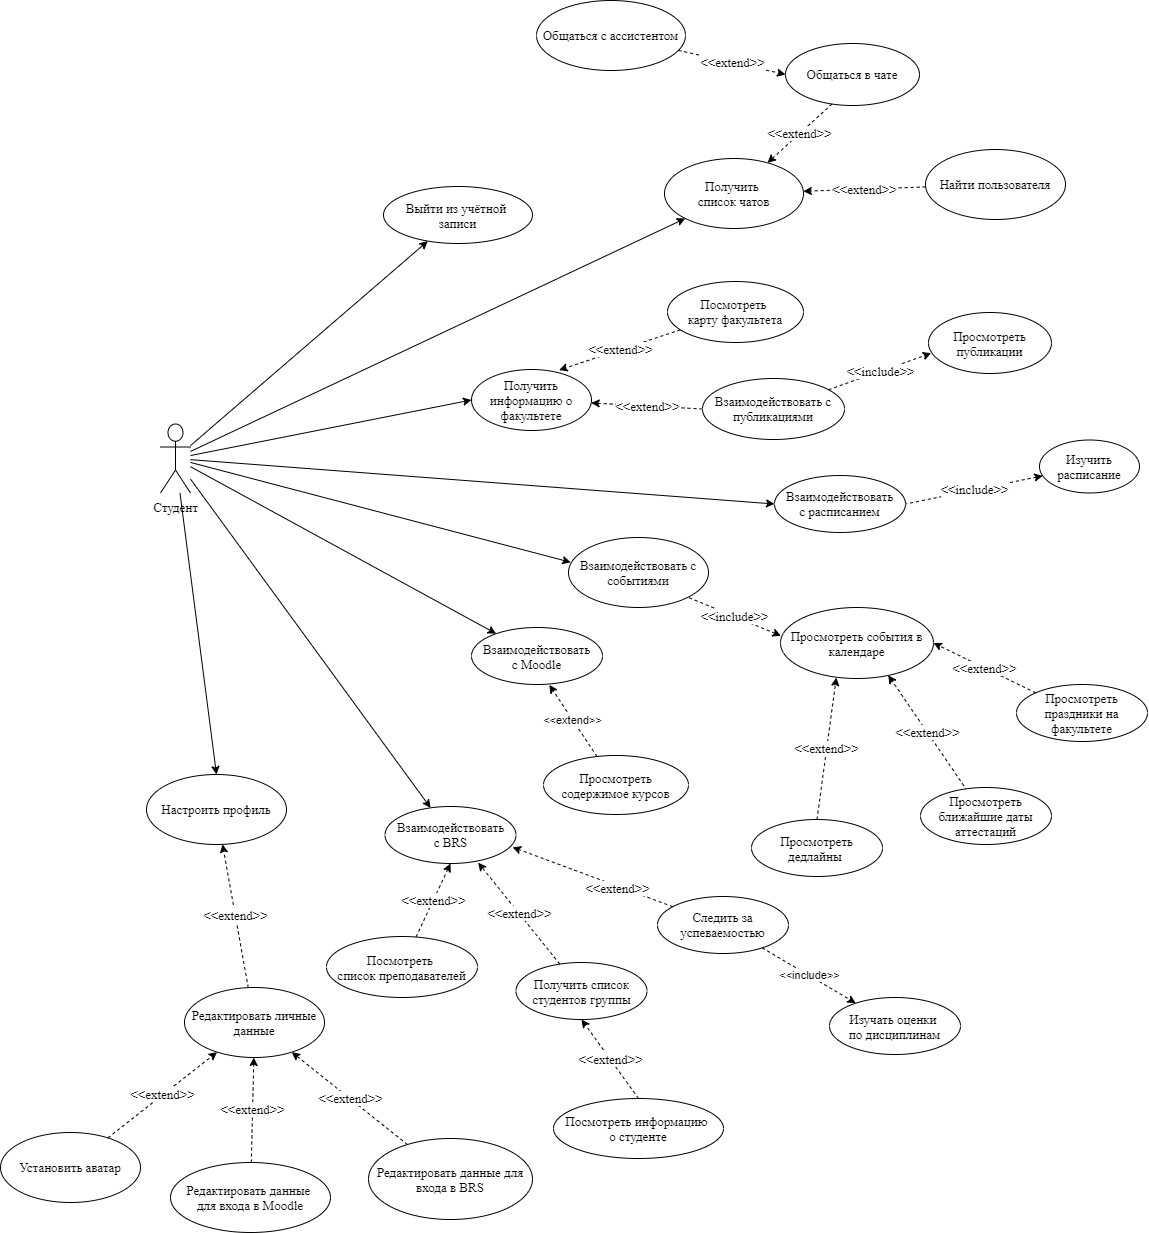 Общаться с ассистентом
<<extend>>
Общаться в чате
<<extend>>
Получить
список чатов
<<extend>>
Найти пользователя
Выйти из учётной
записи
Посмотреть
карту факультета
<<extend>>
Просмотреть
публикации
<<include>>
Получить
информацию о
факультете
<<extend>>
Взаимодействовать с
публикациями
Студент
Изучить
расписание
<<include>>
Взаимодействовать
с расписанием
Взаимодействовать с
событиями
<<include>>
Просмотреть события в
календаре
<<extend>>
Просмотреть
праздники на
факультете
Взаимодействовать
с Moodle
<<extend>>
Просмотреть
содержимое курсов
<<extend>>
<<extend>>
Просмотреть
ближайшие даты
аттестаций
Просмотреть
дедлайны
Настроить профиль
Взаимодействовать
с BRS
<<extend>>
<<extend>>
<<extend>>
<<extend>>
Следить за
успеваемостью
Посмотреть
список преподавателей
Получить список
студентов группы
<<include>>
Изучать оценки
по дисциплинам
Редактировать личные
данные
<<extend>>
Посмотреть информацию
о студенте
<<extend>>
<<extend>>
<<extend>>
Установить аватар
Редактировать данные
для входа в Moodle
Редактировать данные для
входа в BRS